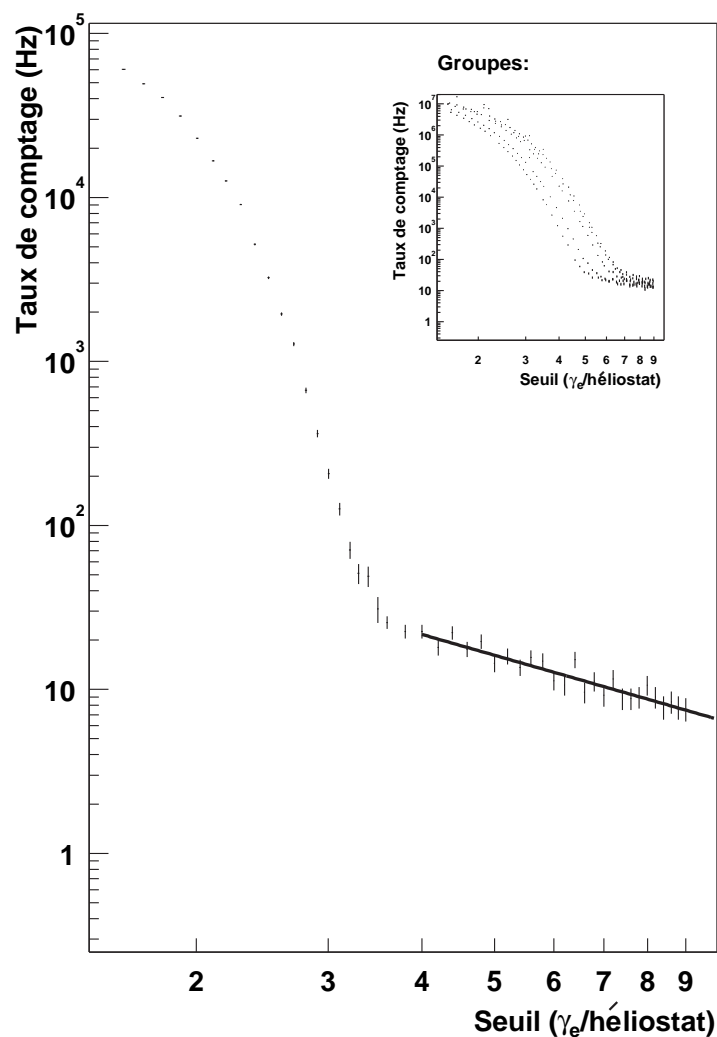 Taux de comptage (Hz)
10^5
10^4
10^3
10^2
10
1
2 3 4 5 6 7 8 9
Seuil (γ_e/héliostat)
Groupes:
Taux de comptage (Hz)
10^7
10^6
10^5
10^4
10^3
10^2
10
1
2 3 4 5 6 7 8 9
Seuil (γ_e/héliostat)